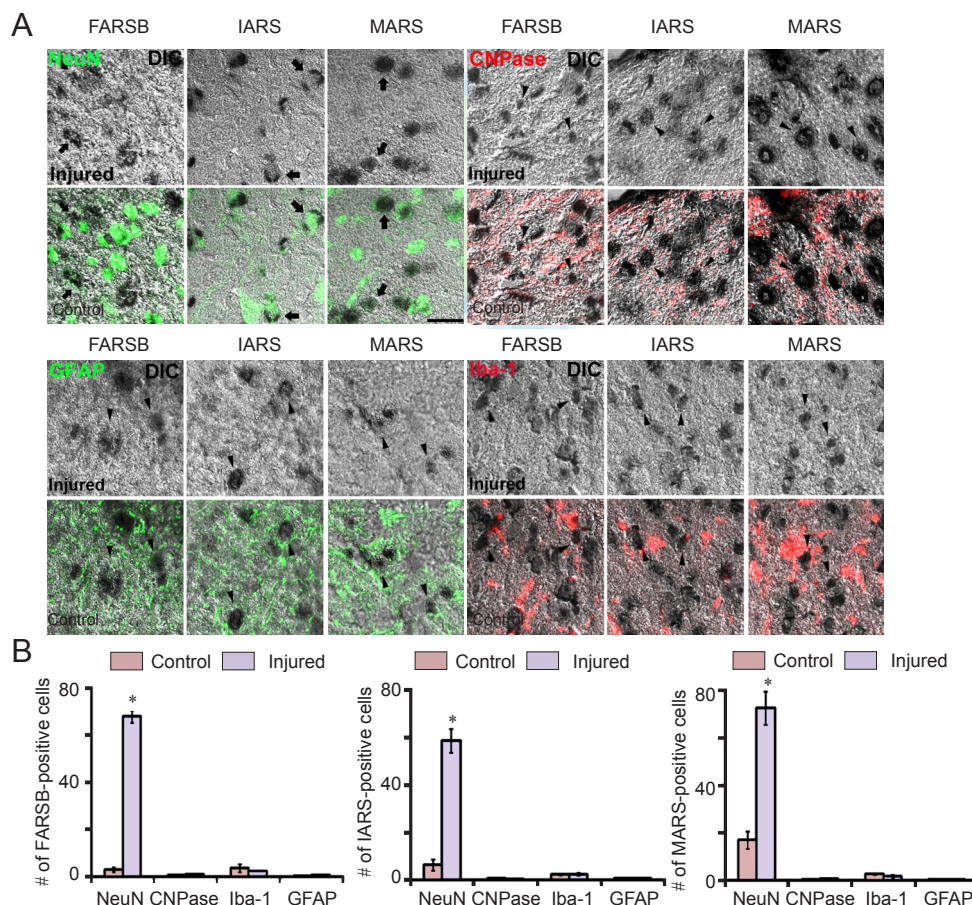 A
FARSB IARS MARS FARSB IARS MARS
NeuN DIC CNPase DIC
Injured Injured
Control Control
FARSB IARS MARS FARSB IARS MARS
GFAP DIC Iba-1 DIC
Injured Injured
Control Control
B
Control Injured
80
*
40
0
# of FARSB-positive cells
NeuN CNPase Iba-1 GFAP
Control Injured
80
*
40
0
# of IARS-positive cells
NeuN CNPase Iba-1 GFAP
Control Injured
80
*
40
0
# of MARS-positive cells
NeuN CNPase Iba-1 GFAP